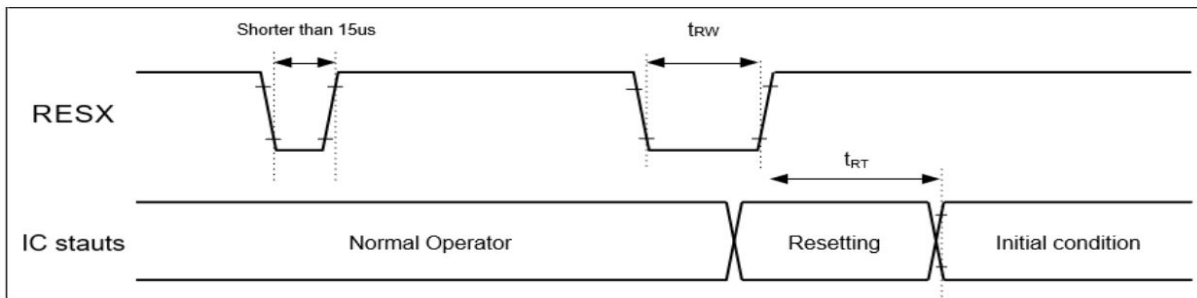 Shorter than 15us
tRW
RESX
tRT
IC stauts
Normal Operator
Resetting
Initial condition